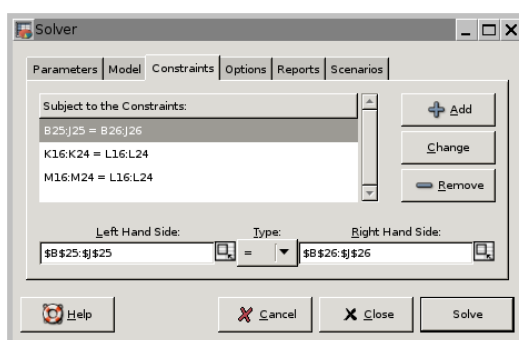 Solver
Parameters Model Constraints Options Reports Scenarios
Subject to the Constraints:
B25:J25 = B26:J26
K16:K24 = L16:L24
M16:M24 = L16:L24
Add
Change
Remove
Left Hand Side: Type: Right Hand Side:
$B$25:$J$25 = $B$26:$J$26
Help Cancel Close Solve